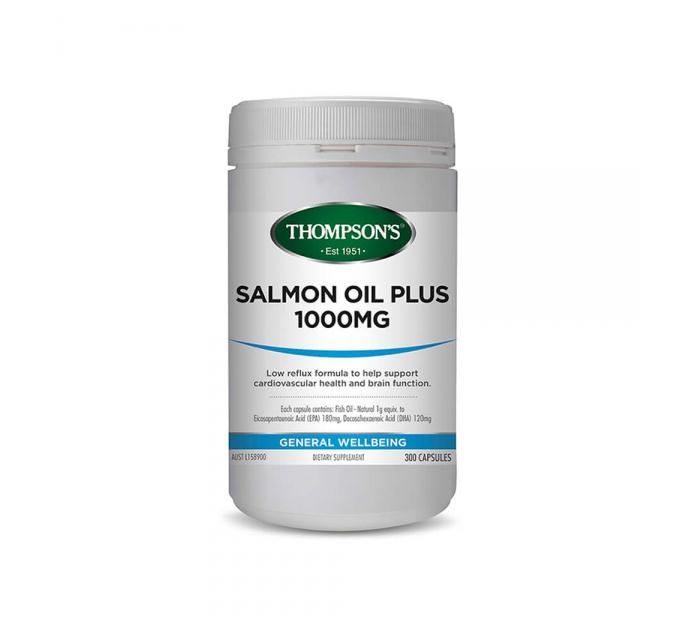 THOMPSON'S®
• Est 1951 •
SALMON OIL PLUS
1000MG
Low reflux formula to help support
cardiovascular health and brain function.
Each capsule contains: Fish Oil - Natural 1g equiv. to
Eicosapentaenoic Acid (EPA) 180mg, Docoschexaenoic Acid (DHA) 120mg
GENERAL WELLBEING
AUST L158900
DIETARY SUPPLEMENT
300 CAPSULES